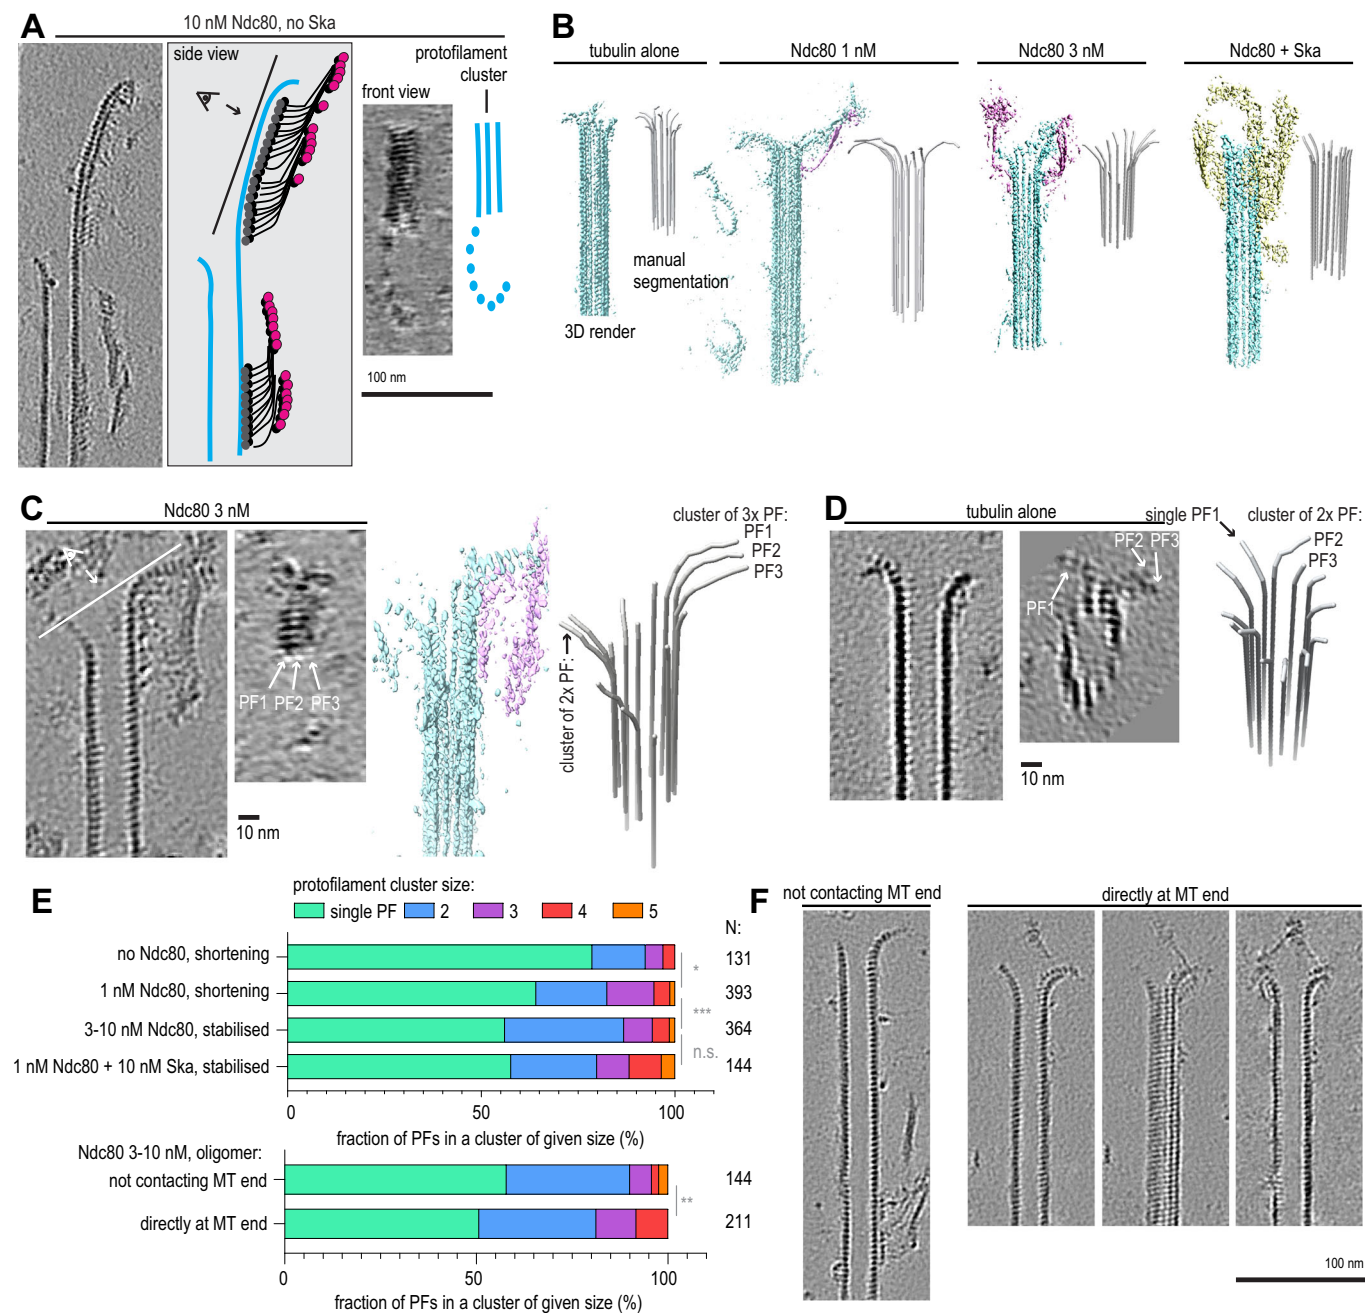 A
10 nM Ndc80, no Ska
side view
front view
protofilament
cluster
100 nm
B
tubulin alone
Ndc80 1 nM
Ndc80 3 nM
Ndc80 + Ska
manual
segmentation
3D render
C
Ndc80 3 nM
PF1 PF2 PF3
10 nm
cluster of 2x PF:
cluster of 3x PF:
PF1
PF2
PF3
D
tubulin alone
single PF1
cluster of 2x PF:
PF2 PF3
PF1
PF2
PF3
10 nm
E
protofilament cluster size:
single PF 2 3 4 5
N:
no Ndc80, shortening 131
*
1 nM Ndc80, shortening 393
***
3-10 nM Ndc80, stabilised 364
n.s.
1 nM Ndc80 + 10 nM Ska, stabilised 144
0 50 100
fraction of PFs in a cluster of given size (%)
Ndc80 3-10 nM, oligomer:
not contacting MT end 144
**
directly at MT end 211
0 50 100
fraction of PFs in a cluster of given size (%)
F
not contacting MT end
directly at MT end
100 nm